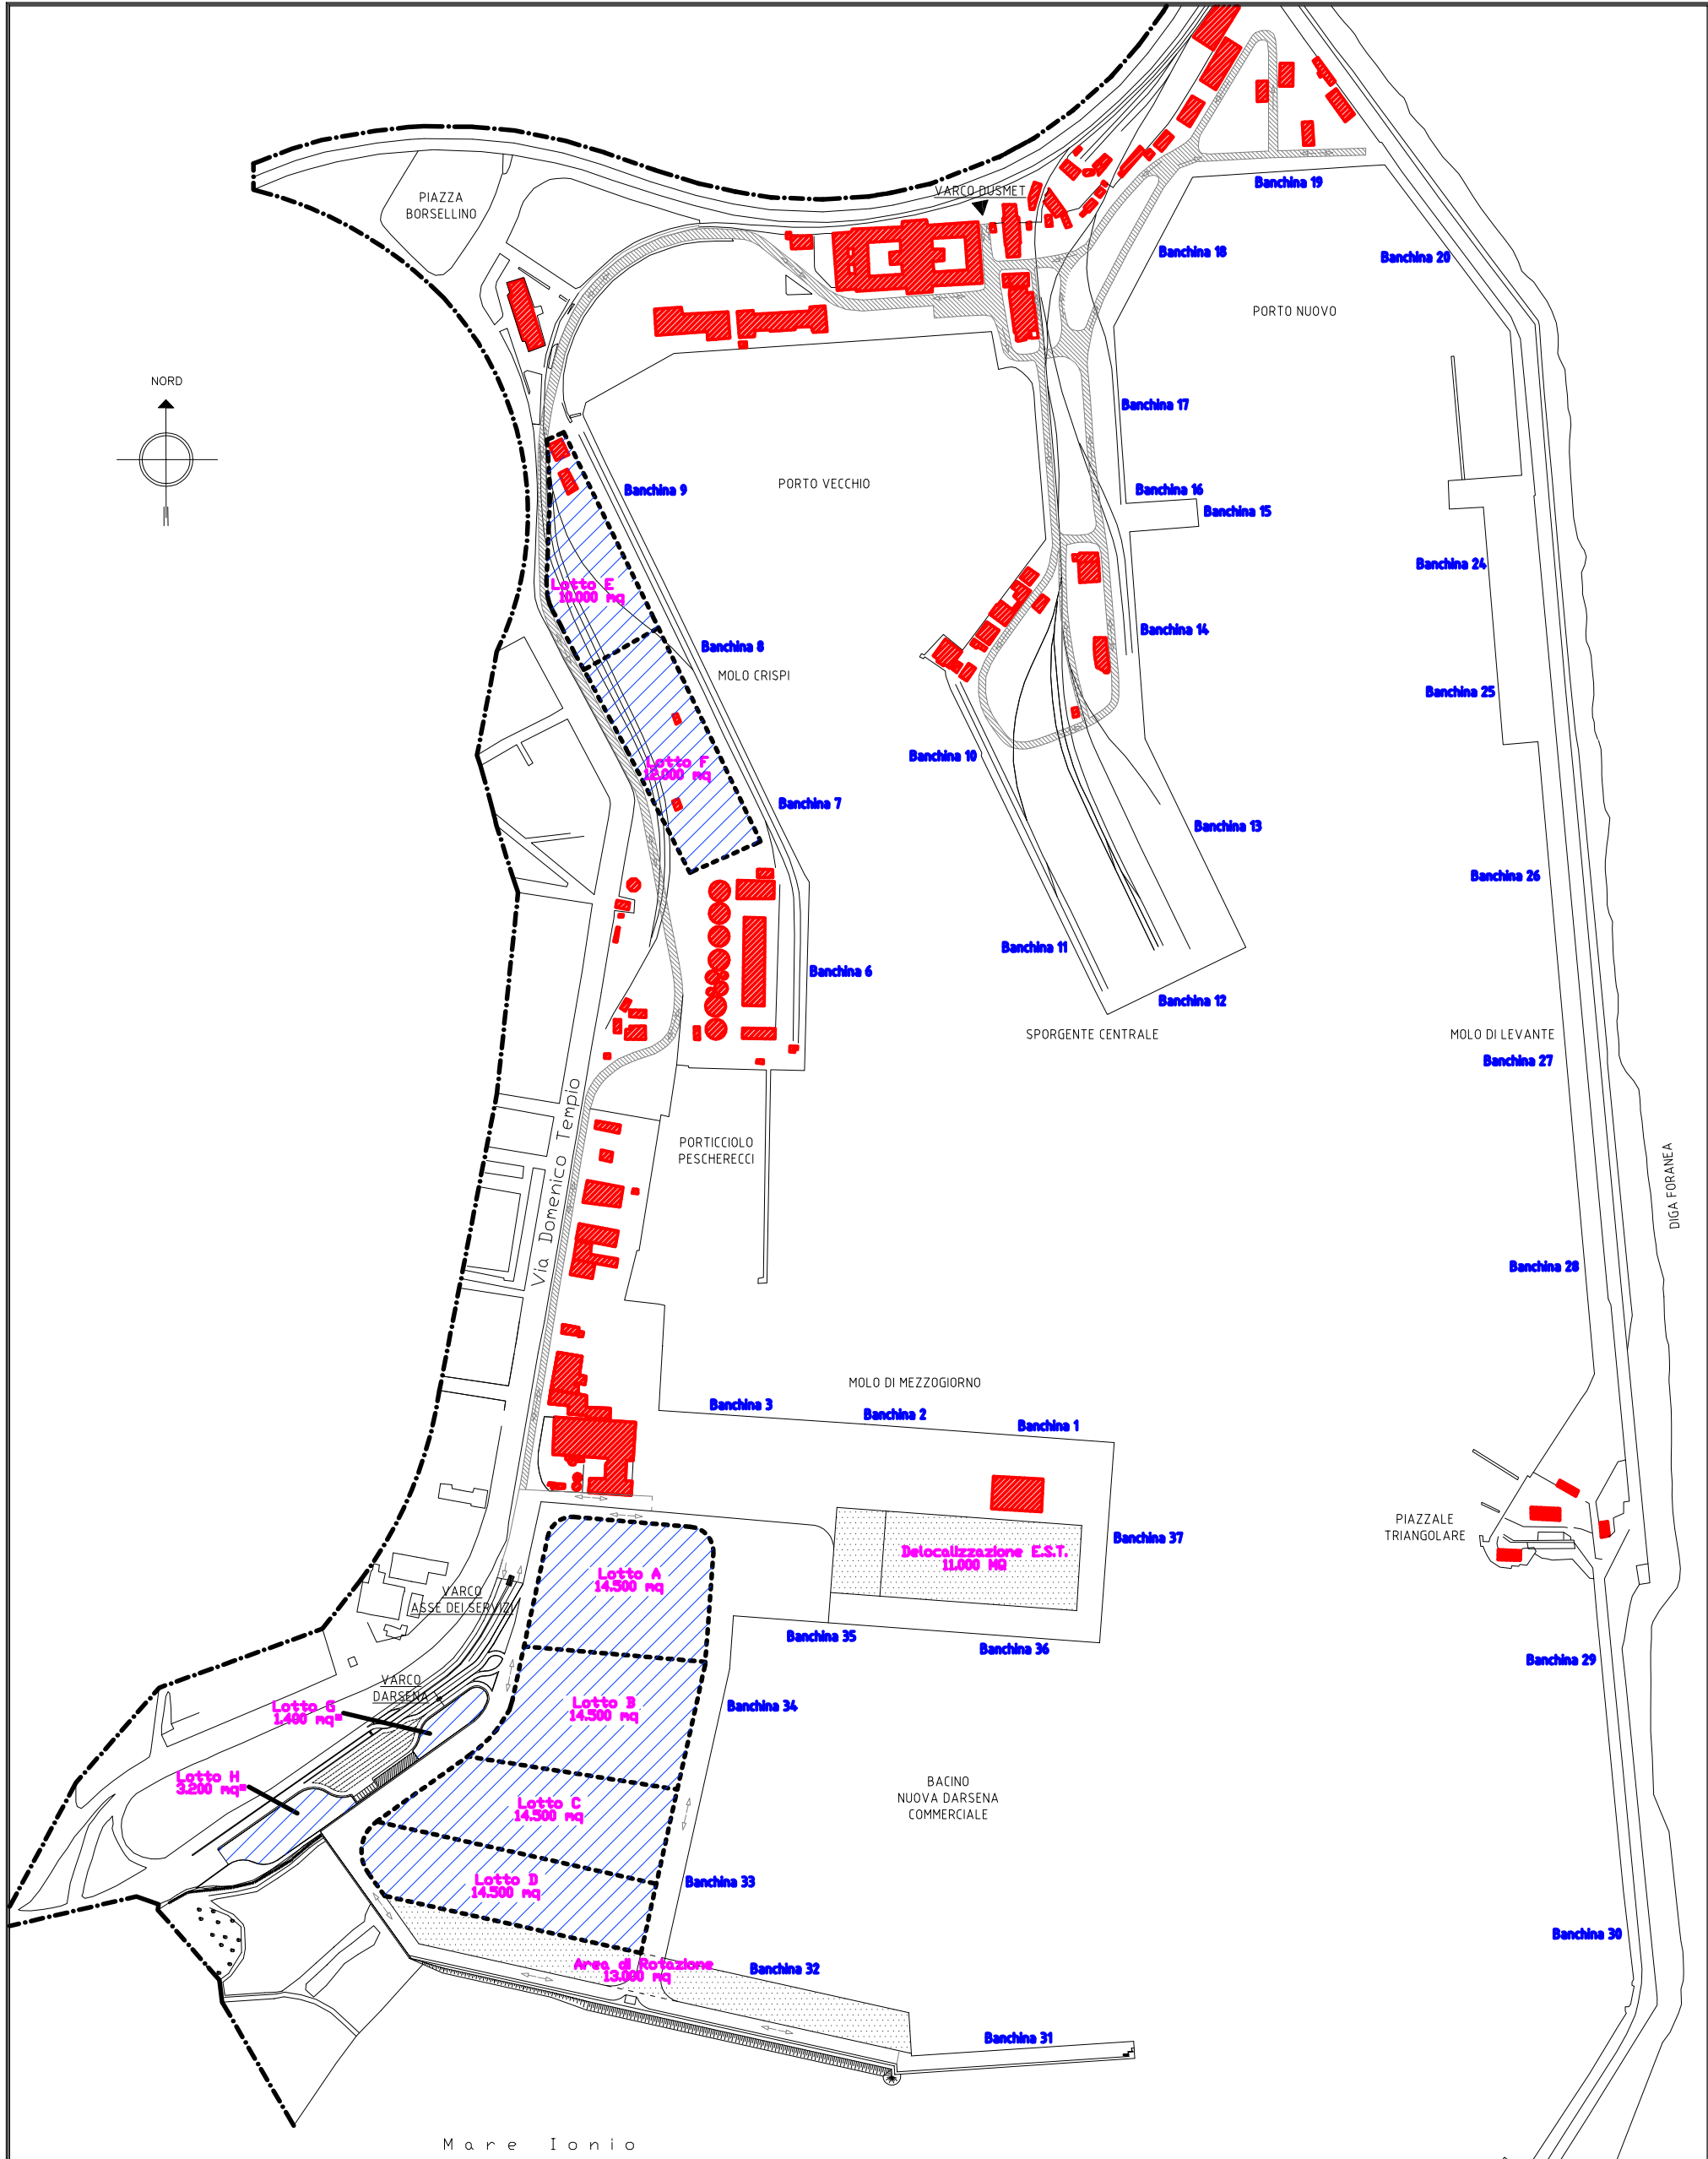 PIAZZA
BORSELLINO
VARCO DUSMET
Banchina 19
Banchina 18
Banchina 20
PORTO NUOVO
NORD
Banchina 17
PORTO VECCHIO
Banchina 9
Banchina 16
Banchina 15
Banchina 24
Lotto E
10.000 mq
Banchina 14
Banchina 8
MOLO CRISPI
Banchina 25
Banchina 10
Lotto F
12.000 mq
Banchina 7
Banchina 13
Banchina 26
Banchina 11
Banchina 6
Banchina 12
SPORGENTE CENTRALE
MOLO DI LEVANTE
Banchina 27
Via Domenico Tempio
PORTICCIOLO
PESCHERECCI
DIGA FORANEA
Banchina 28
MOLO DI MEZZOGIORNO
Banchina 3
Banchina 2
Banchina 1
PIAZZALE
TRIANGOLARE
Banchina 37
Delocalizzazione E.S.T.
11.000 MQ
Lotto A
14.500 mq
VARCO
ASSE DEI SERVIZI
Banchina 35
Banchina 36
Banchina 29
VARCO
DARSENA
Lotto G
1.400 mq
Lotto B
14.500 mq
Banchina 34
Lotto H
3.200 mq
BACINO
NUOVA DARSENA
COMMERCIALE
Lotto C
14.500 mq
Lotto D
14.500 mq
Banchina 33
Banchina 30
Area di Rotazione
13.000 mq
Banchina 32
Banchina 31
Mare Ionio